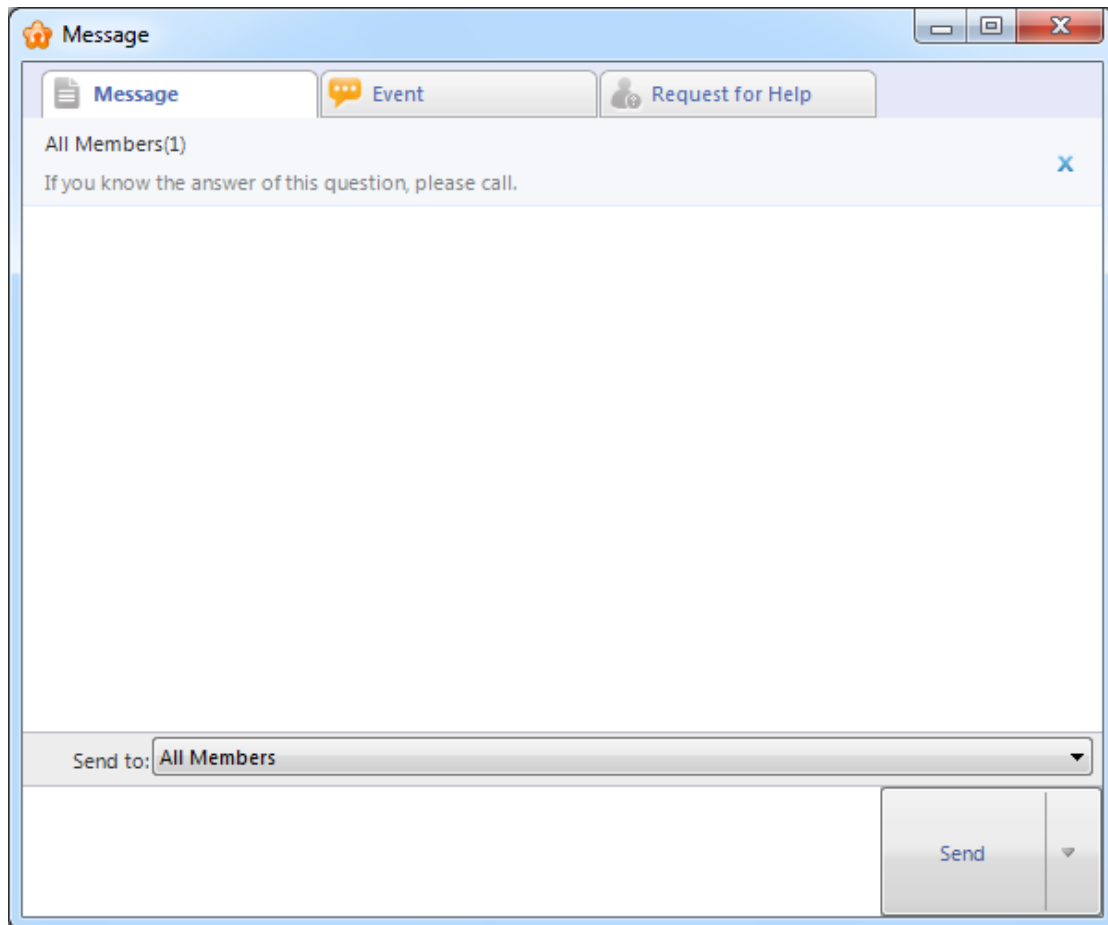 Message
Message
Event
Request for Help
All Members(1)
If you know the answer of this question, please call.
Send to: All Members
Send